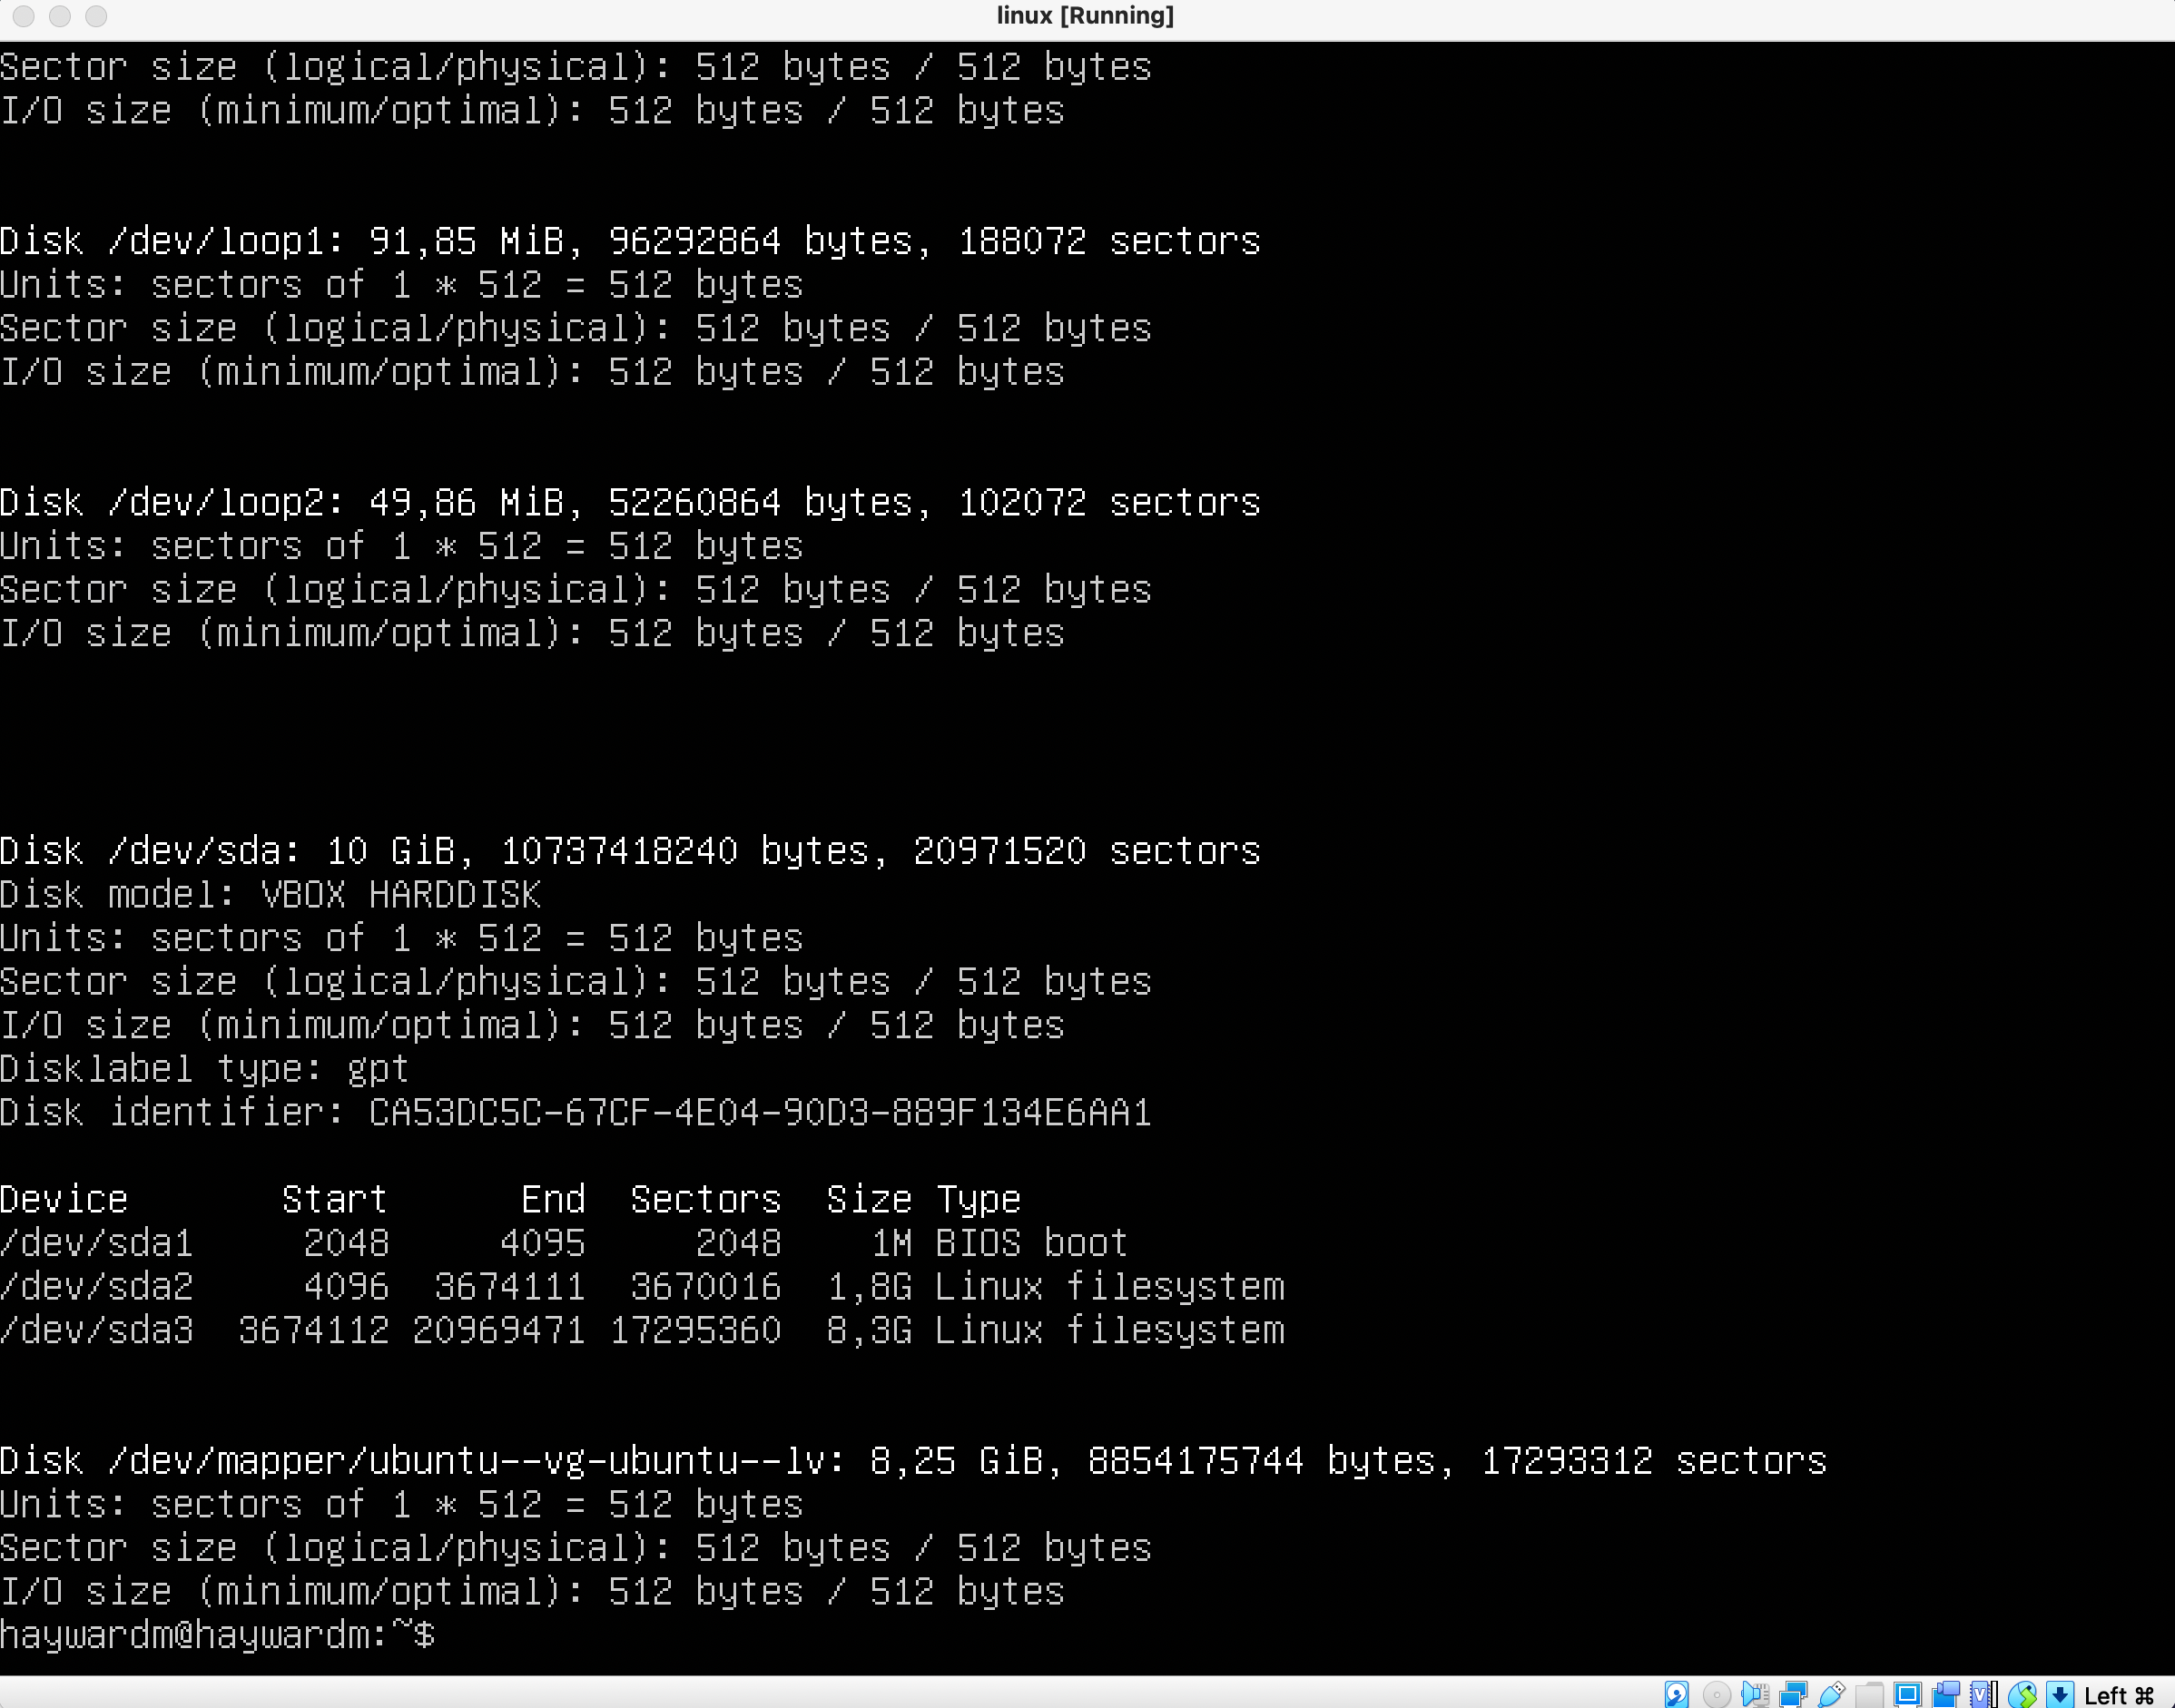 linux [Running]
Sector size (logical/physical): 512 bytes / 512 bytes
I/O size (minimum/optimal): 512 bytes / 512 bytes
Disk /dev/loop1: 91,85 MiB, 96292864 bytes, 188072 sectors
Units: sectors of 1 * 512 = 512 bytes
Sector size (logical/physical): 512 bytes / 512 bytes
I/O size (minimum/optimal): 512 bytes / 512 bytes
Disk /dev/loop2: 49,86 MiB, 52260864 bytes, 102072 sectors
Units: sectors of 1 * 512 = 512 bytes
Sector size (logical/physical): 512 bytes / 512 bytes
I/O size (minimum/optimal): 512 bytes / 512 bytes
Disk /dev/sda: 10 GiB, 10737418240 bytes, 20971520 sectors
Disk model: VBOX HARDDISK
Units: sectors of 1 * 512 = 512 bytes
Sector size (logical/physical): 512 bytes / 512 bytes
I/O size (minimum/optimal): 512 bytes / 512 bytes
Disklabel type: gpt
Disk identifier: CA53DC5C-67CF-4E04-90D3-889F134E6AA1
Device Start End Sectors Size Type
/dev/sda1 2048 4095 2048 1M BIOS boot
/dev/sda2 4096 3674111 3670016 1,8G Linux filesystem
/dev/sda3 3674112 20969471 17295360 8,3G Linux filesystem
Disk /dev/mapper/ubuntu--vg-ubuntu--lv: 8,25 GiB, 8854175744 bytes, 17293312 sectors
Units: sectors of 1 * 512 = 512 bytes
Sector size (logical/physical): 512 bytes / 512 bytes
I/O size (minimum/optimal): 512 bytes / 512 bytes
haywardm@haywardm:~$
Left ⌘